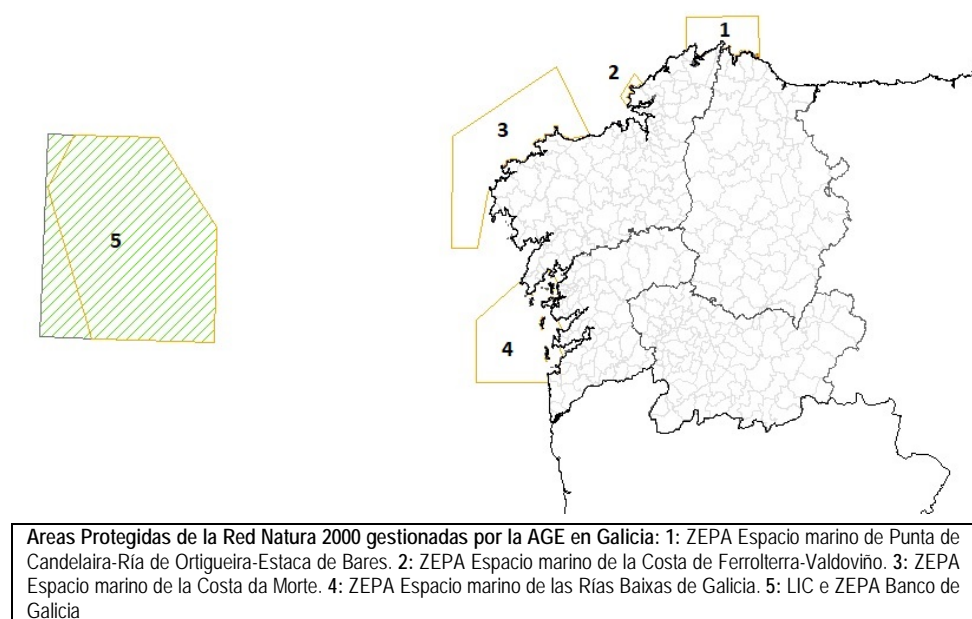 1
2
3
5
4
Areas Protegidas de la Red Natura 2000 gestionadas por la AGE en Galicia: 1: ZEPA Espacio marino de Punta de
Candelaira-Ría de Ortigueira-Estaca de Bares. 2: ZEPA Espacio marino de la Costa de Ferrolterra-Valdoviño. 3: ZEPA
Espacio marino de la Costa da Morte. 4: ZEPA Espacio marino de las Rías Baixas de Galicia. 5: LIC e ZEPA Banco de
Galicia